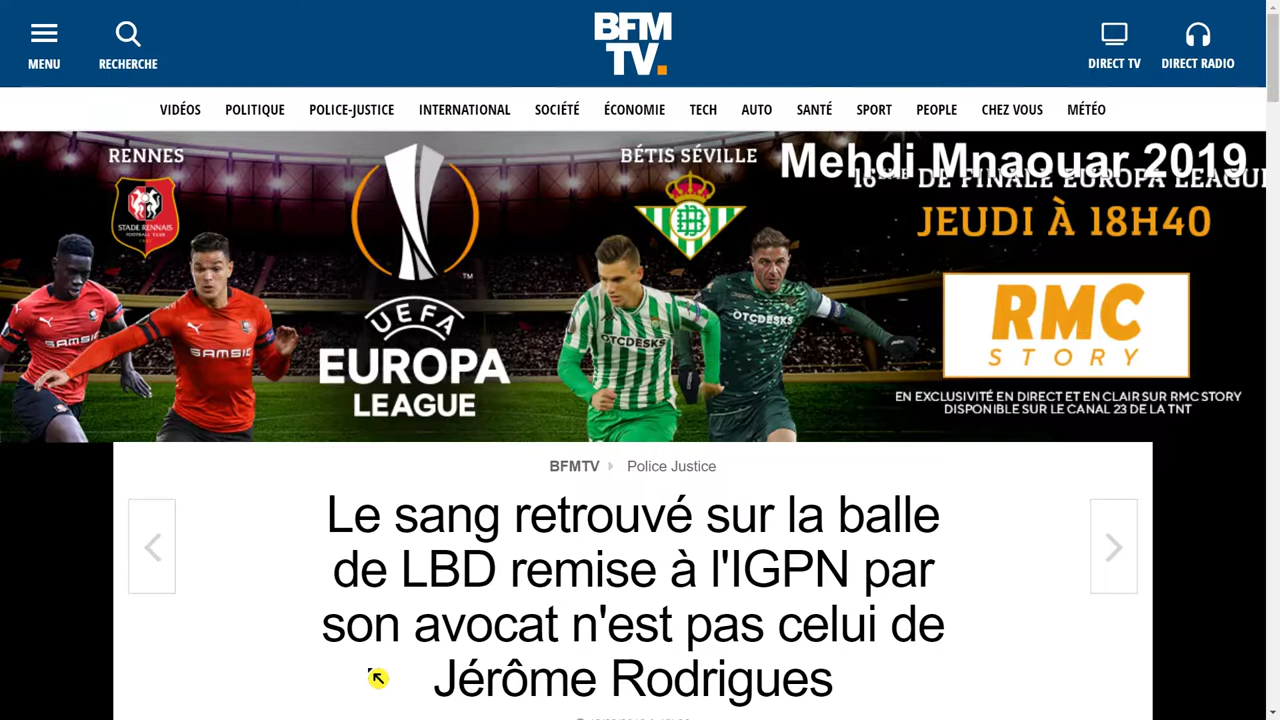 MENU
RECHERCHE
BFM
TV.
DIRECT TV
DIRECT RADIO
VIDÉOS POLITIQUE POLICE-JUSTICE INTERNATIONAL SOCIÉTÉ ÉCONOMIE TECH AUTO SANTÉ SPORT PEOPLE CHEZ VOUS MÉTÉO
RENNES
STADE RENNAIS
UEFA
EUROPA
LEAGUE
TM
SAMSIC
SAMSIC
BÉTIS SÉVILLE
OTCDESKS
OTCDESKS
Mehdi Mnaouar 2019
16ÈME DE FINALE EUROPA LEAGUE
JEUDI À 18H40
RMC
STORY
EN EXCLUSIVITÉ EN DIRECT ET EN CLAIR SUR RMC STORY
DISPONIBLE SUR LE CANAL 23 DE LA TNT
BFMTV Police Justice
Le sang retrouvé sur la balle
de LBD remise à l'IGPN par
son avocat n'est pas celui de
Jérôme Rodrigues